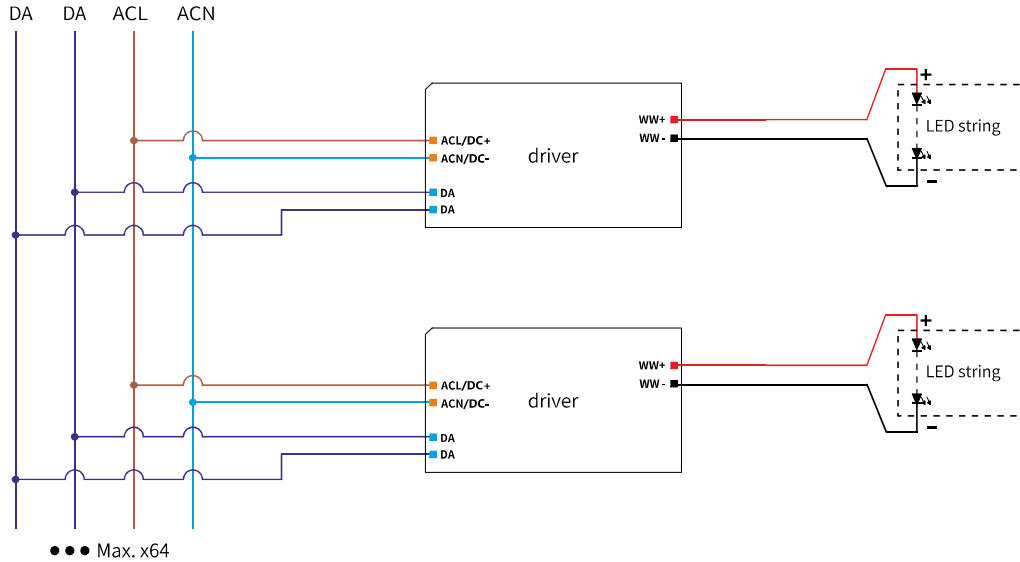 DA DA ACL ACN
WW+
WW -
ACL/DC+
ACN/DC-
DA
DA
driver
+
LED string
-
WW+
WW -
ACL/DC+
ACN/DC-
DA
DA
driver
+
LED string
-
●●● Max. x64